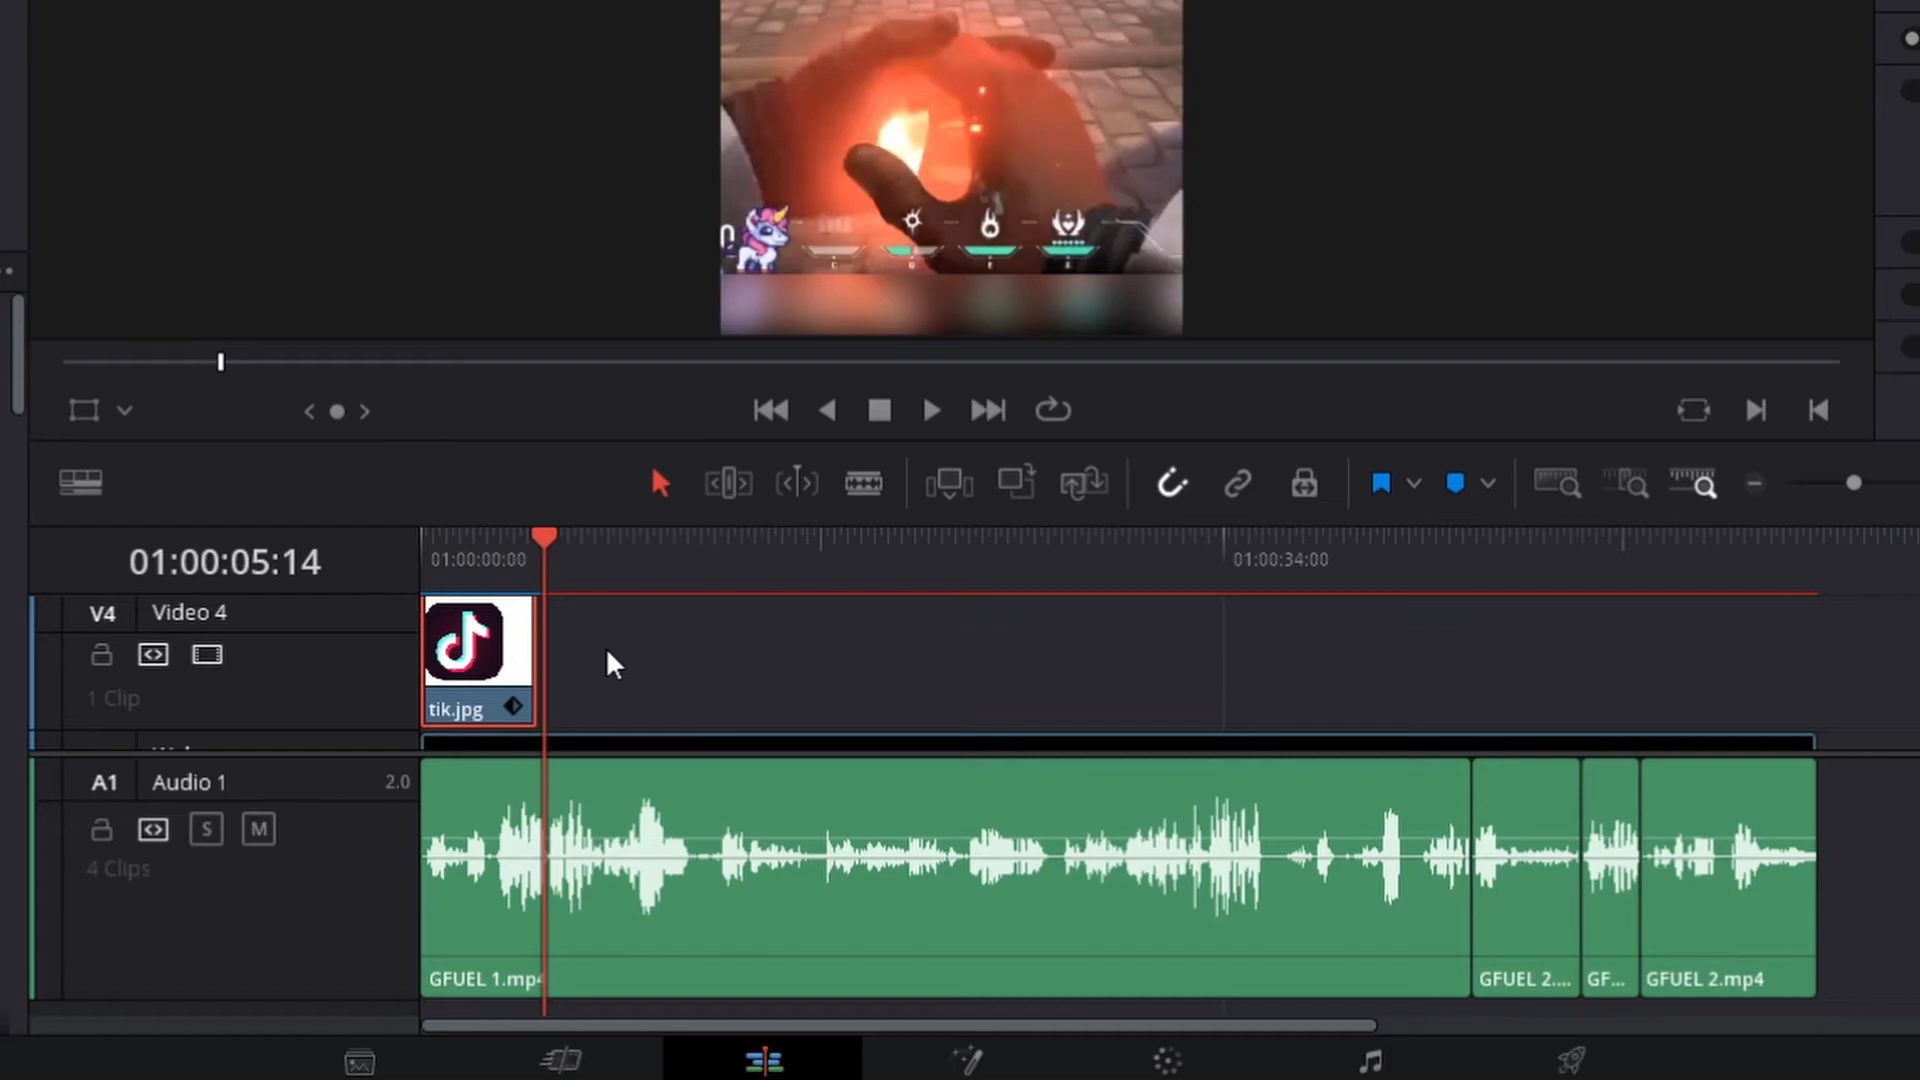 01:00:05:14
01:00:00:00
01:00:34:00
V4
Video 4
1 Clip
tik.jpg
A1
Audio 1
2.0
S
M
4 Clips
GFUEL 1.mp4
GFUEL 2....
GF...
GFUEL 2.mp4